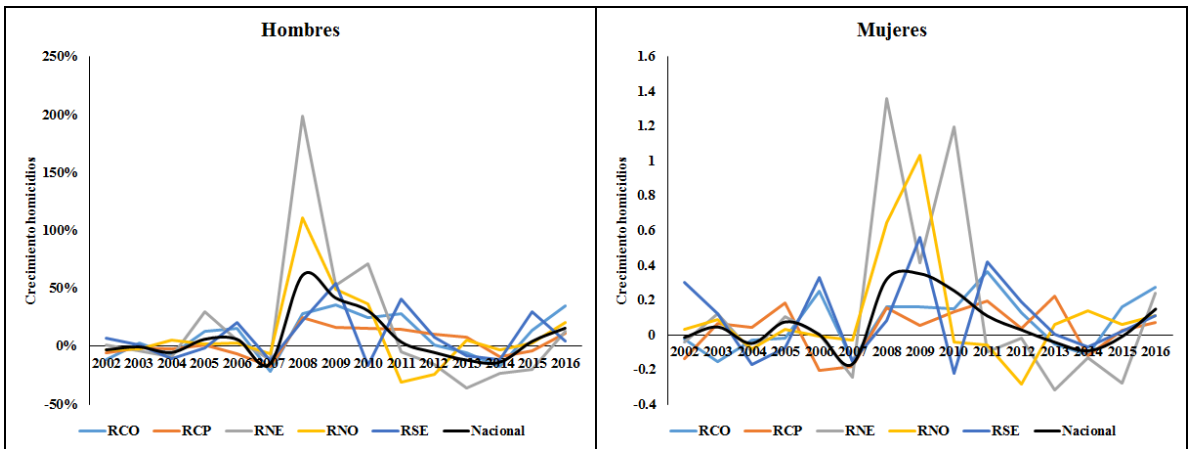 Hombres
Crecimiento homicidios
250%
200%
150%
100%
50%
0%
-50%
2002 2003 2004 2005 2006 2007 2008 2009 2010 2011 2012 2013 2014 2015 2016
RCO RCP RNE RNO RSE Nacional
Mujeres
Crecimiento homicidios
1.6
1.4
1.2
1
0.8
0.6
0.4
0.2
0
-0.2
-0.4
2002 2003 2004 2005 2006 2007 2008 2009 2010 2011 2012 2013 2014 2015 2016
RCO RCP RNE RNO RSE Nacional